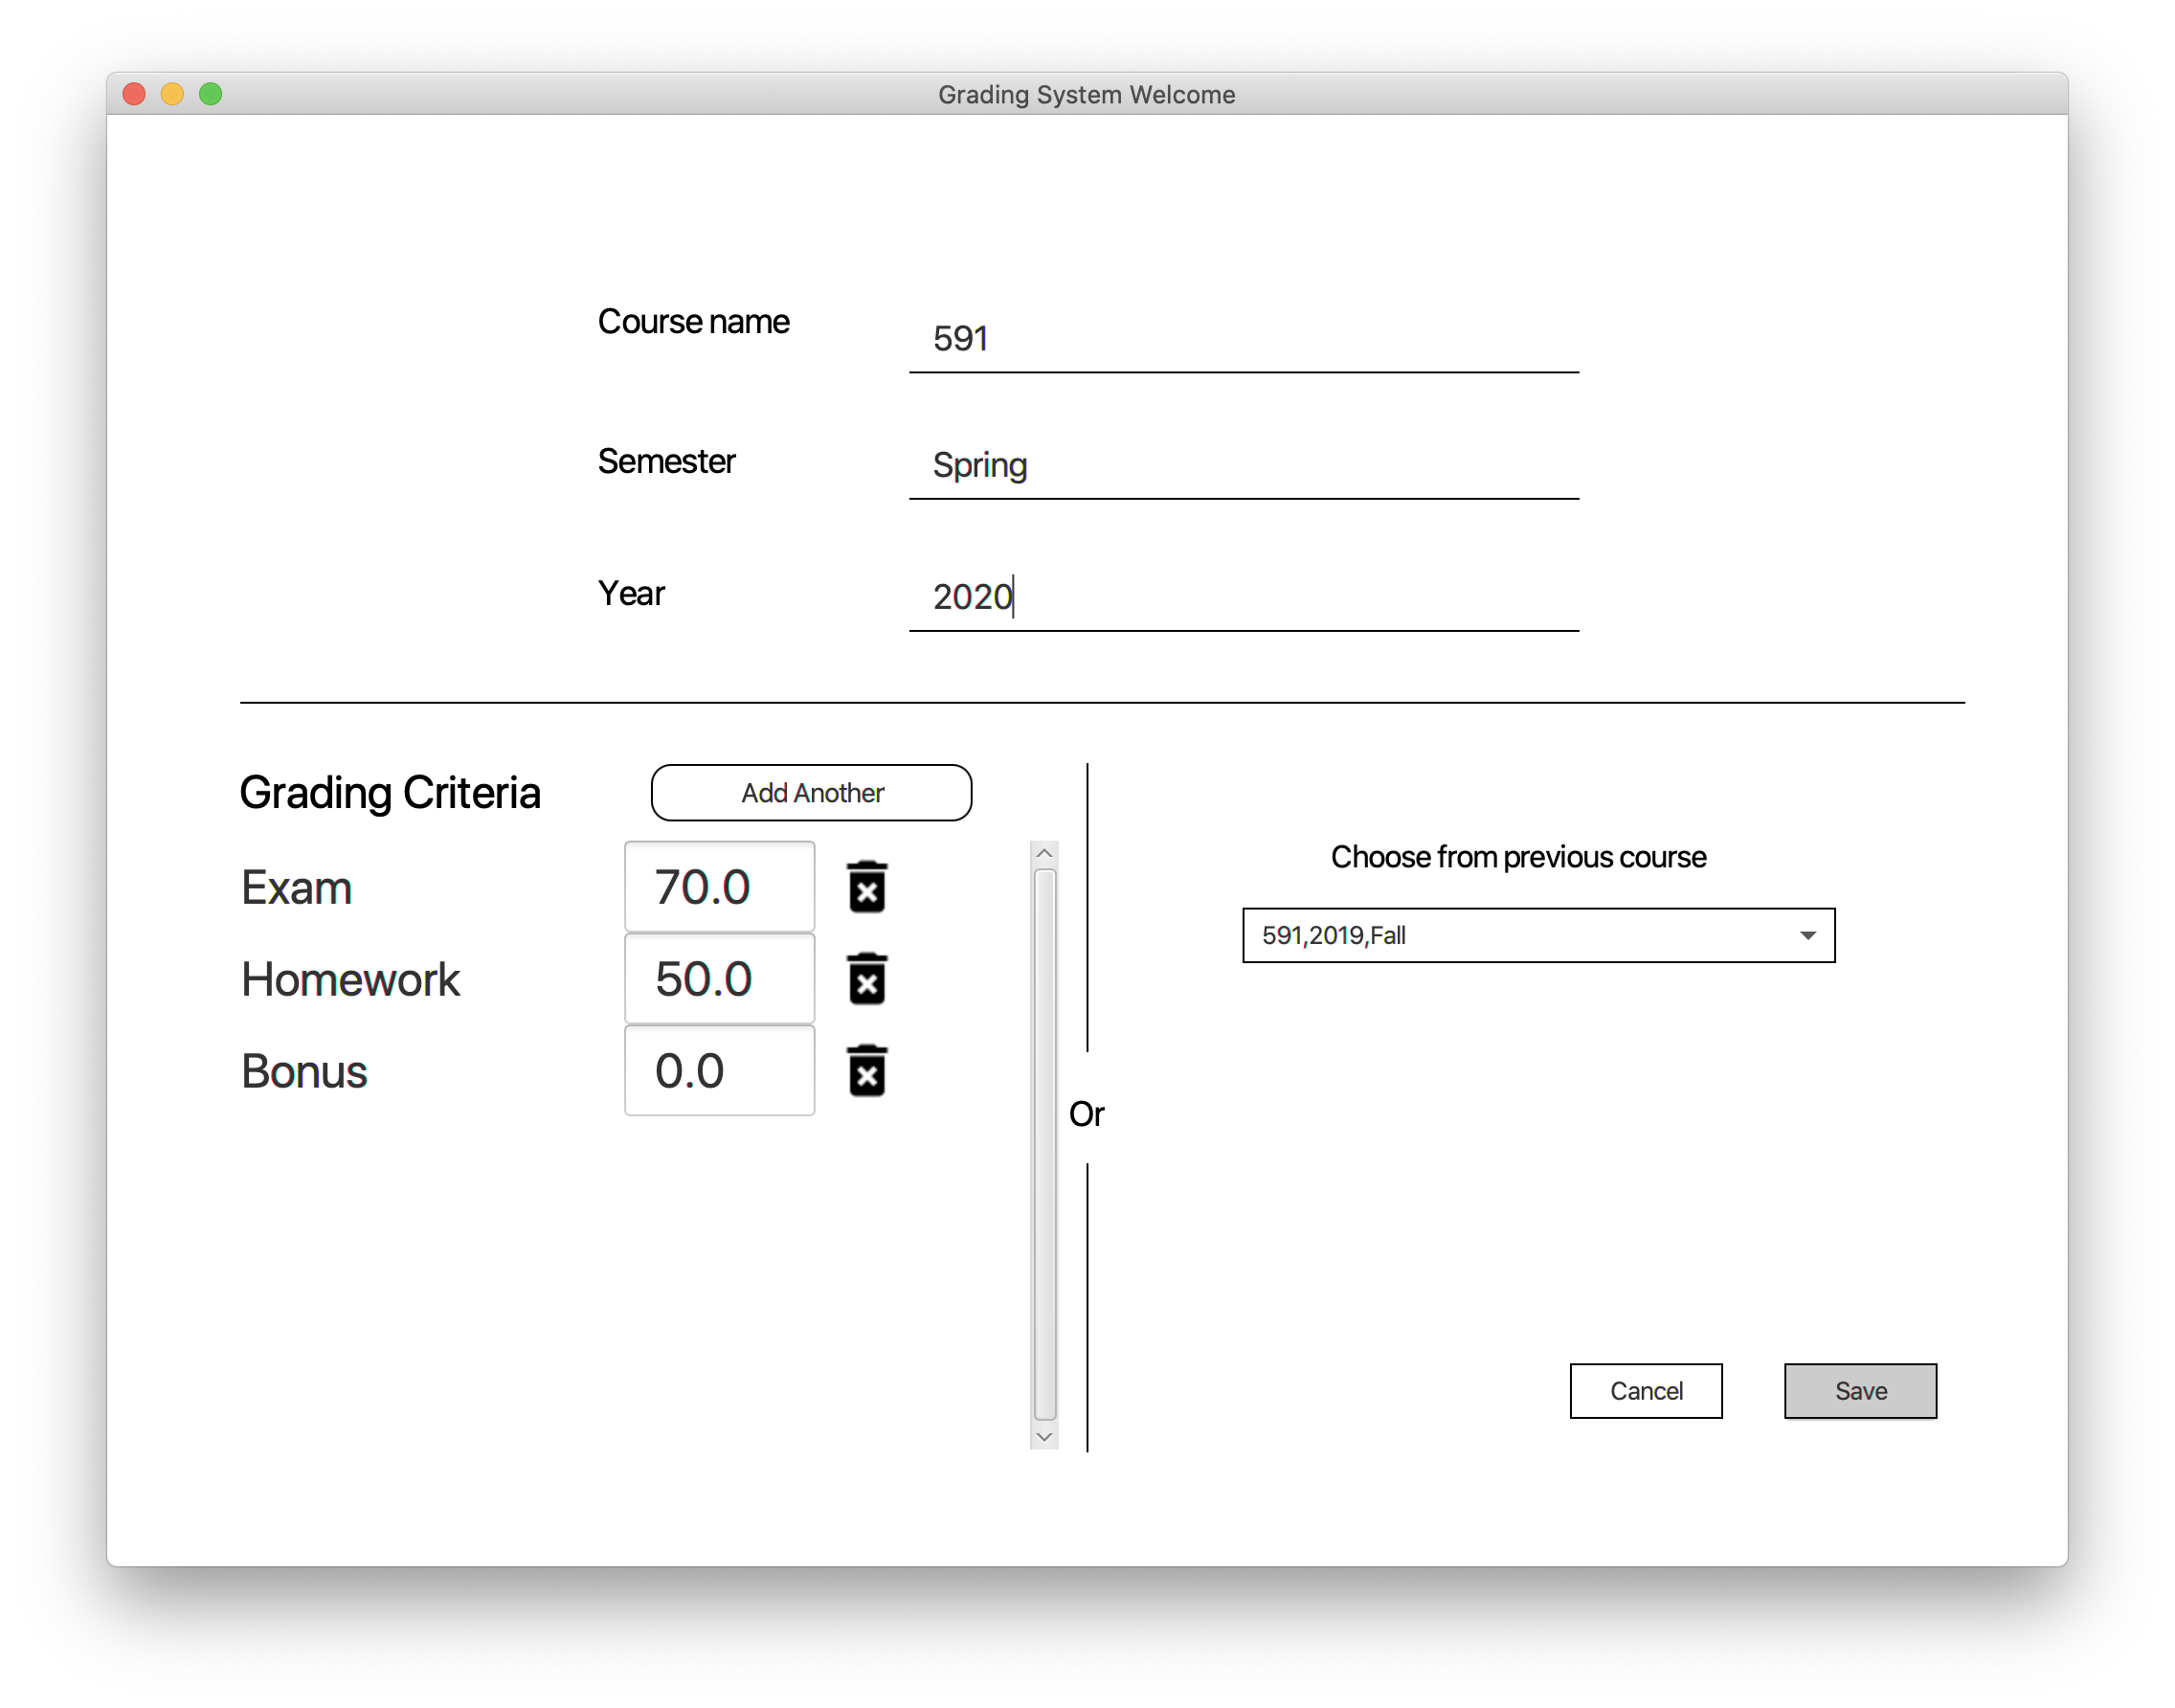 Grading System Welcome
Course name
591
Semester
Spring
Year
2020
Grading Criteria
Add Another
Exam
70.0
Homework
50.0
Bonus
0.0
Or
Choose from previous course
591,2019,Fall
Cancel
Save